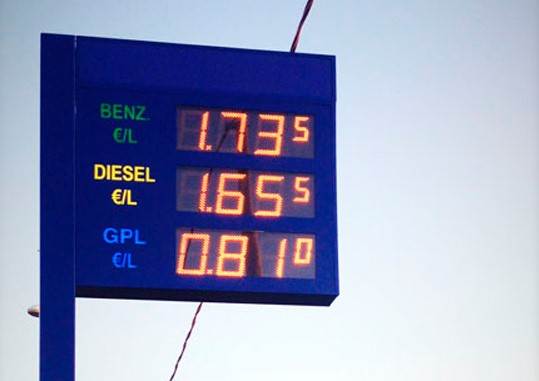 BENZ. 1.735
€/L
DIESEL 1.655
€/L
GPL 0.810
€/L